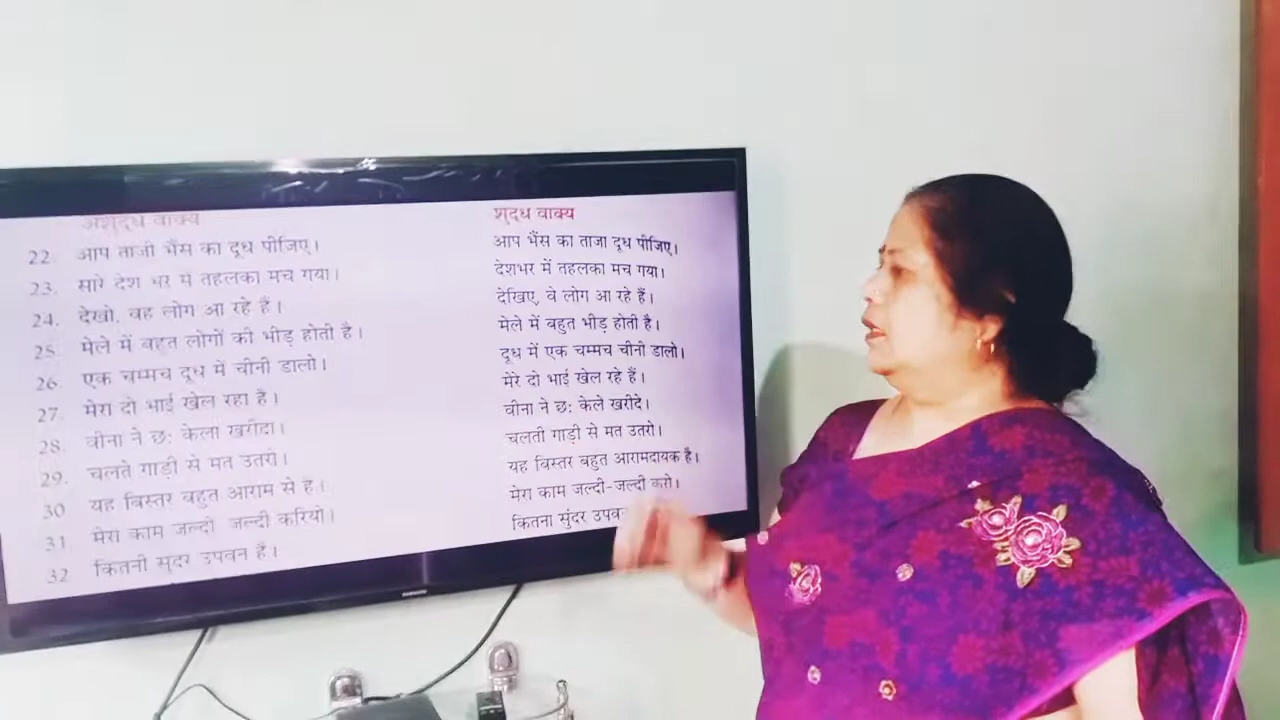 अशुद्ध वाक्य शुद्ध वाक्य
22. आप ताजी भैंस का दूध पीजिए। आप भैंस का ताजा दूध पीजिए।
23. सारे देश भर में तहलका मच गया। देशभर में तहलका मच गया।
24. देखो, वह लोग आ रहे हैं। देखिए, वे लोग आ रहे हैं।
25 मेले में बहुत लोगों की भीड़ होती है। मेले में बहुत भीड़ होती है।
26. एक चम्मच दूध में चीनी डालो। दूध में एक चम्मच चीनी डालो।
27. मेरा दो भाई खेल रहा है। मेरे दो भाई खेल रहे हैं।
28. वीना ने छः केला खरीदा। वीना ने छः केले खरीदे।
29. चलते गाड़ी से मत उतरो। चलती गाड़ी से मत उतरो।
30 यह बिस्तर बहुत आराम से है। यह बिस्तर बहुत आरामदायक है।
31 मेरा काम जल्दी जल्दी करियो। मेरा काम जल्दी-जल्दी करो।
32 कितनी सुंदर उपवन है। कितना सुंदर
SAMSUNG